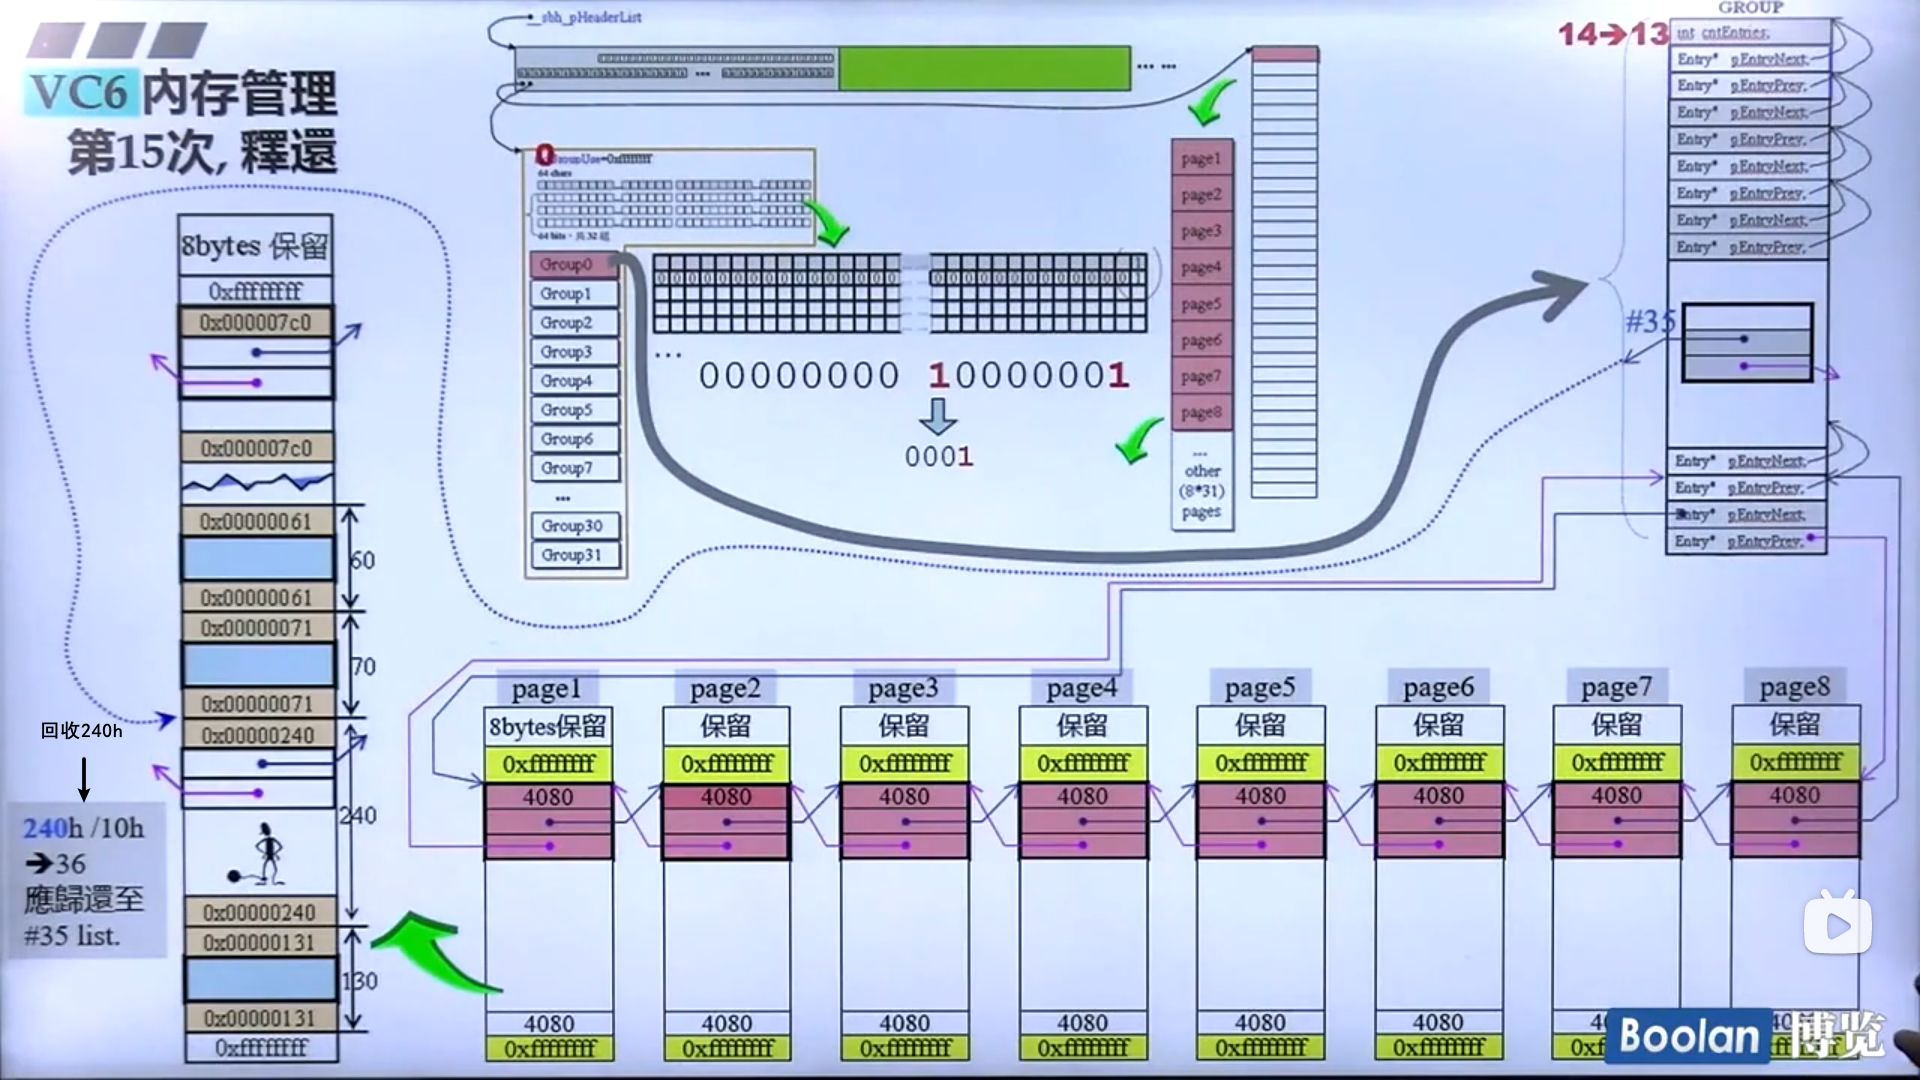 VC6 内存管理
第15次, 釋還
_sbh_pHeaderList
... ...
0
64 chars
64 bits，共 32 組
Group0
Group1
Group2
Group3
Group4
Group5
Group6
Group7
...
Group30
Group31
...
00000000 10000001
0001
page1
page2
page3
page4
page5
page6
page7
page8
...
other
(8*31)
pages
GROUP
14➔13
int cntEntries;
Entry* pEntryNext;
Entry* pEntryPrev;
Entry* pEntryNext;
Entry* pEntryPrev;
Entry* pEntryNext;
Entry* pEntryPrev;
Entry* pEntryNext;
Entry* pEntryPrev;
#35
Entry* pEntryNext;
Entry* pEntryPrev;
Entry* pEntryNext;
Entry* pEntryPrev;
8bytes 保留
0xffffffff
0x000007c0
0x000007c0
0x00000061
60
0x00000061
0x00000071
70
0x00000071
0x00000240
240
0x00000240
0x00000131
130
0x00000131
0xffffffff
回收240h
240h /10h
➔36
應歸還至
#35 list.
page1 page2 page3 page4 page5 page6 page7 page8
8bytes保留 保留 保留 保留 保留 保留 保留 保留
0xffffffff 0xffffffff 0xffffffff 0xffffffff 0xffffffff 0xffffffff 0xffffffff 0xffffffff
4080 4080 4080 4080 4080 4080 4080 4080
4080 4080 4080 4080 4080 4080
0xffffffff 0xffffffff 0xffffffff 0xffffffff 0xffffffff 0xffffffff
Boolan 博览